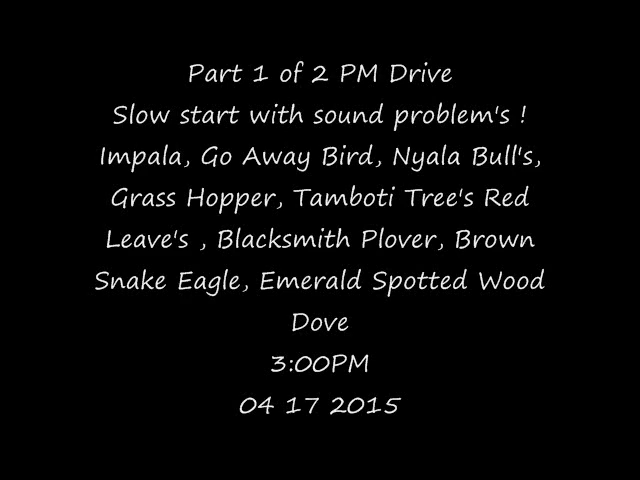 Part 1 of 2 PM Drive
Slow start with sound problem's !
Impala, Go Away Bird, Nyala Bull's,
Grass Hopper, Tamboti Tree's Red
Leave's , Blacksmith Plover, Brown
Snake Eagle, Emerald Spotted Wood
Dove
3:00PM
04 17 2015